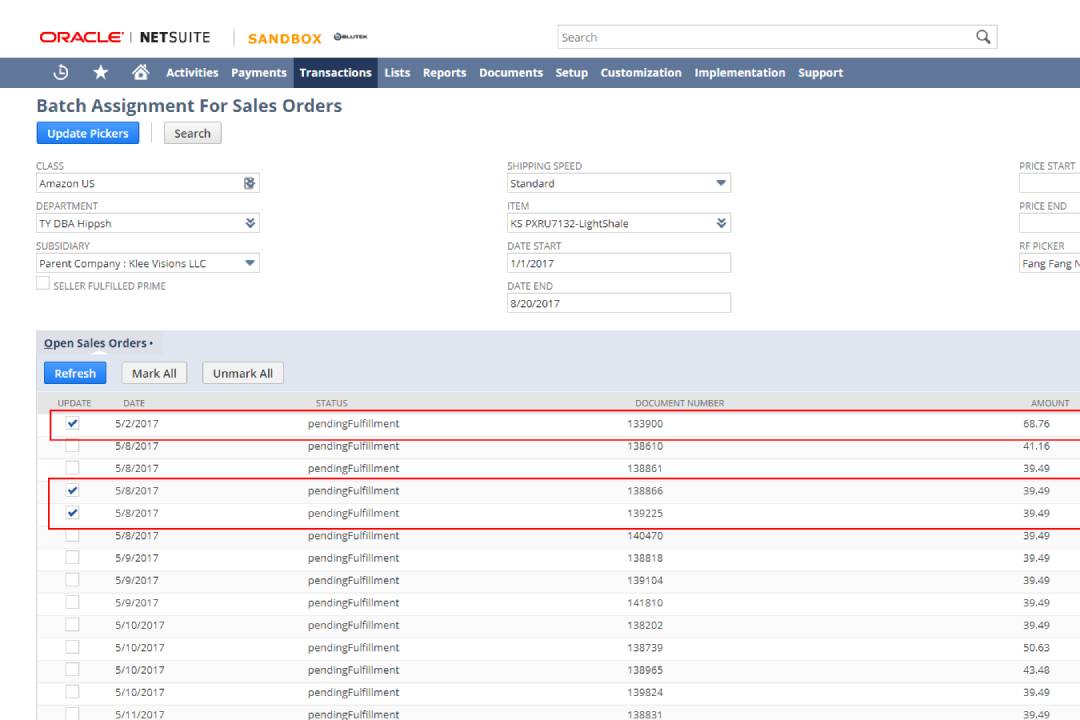 ORACLE | NETSUITE SANDBOX BLUTEK Search
Activities Payments Transactions Lists Reports Documents Setup Customization Implementation Support
Batch Assignment For Sales Orders
Update Pickers Search
CLASS SHIPPING SPEED PRICE START
Amazon US Standard
DEPARTMENT ITEM PRICE END
TY DBA Hippsh KS PXRU7132-LightShale
SUBSIDIARY DATE START RF PICKER
Parent Company : Klee Visions LLC 1/1/2017 Fang Fang N
SELLER FULFILLED PRIME DATE END
8/20/2017
Open Sales Orders •
Refresh Mark All Unmark All
UPDATE DATE STATUS DOCUMENT NUMBER AMOUNT
5/2/2017 pendingFulfillment 133900 68.76
5/8/2017 pendingFulfillment 138610 41.16
5/8/2017 pendingFulfillment 138861 39.49
5/8/2017 pendingFulfillment 138866 39.49
5/8/2017 pendingFulfillment 139225 39.49
5/8/2017 pendingFulfillment 140470 39.49
5/9/2017 pendingFulfillment 138818 39.49
5/9/2017 pendingFulfillment 139104 39.49
5/9/2017 pendingFulfillment 141810 39.49
5/10/2017 pendingFulfillment 138202 39.49
5/10/2017 pendingFulfillment 138739 50.63
5/10/2017 pendingFulfillment 138965 43.48
5/10/2017 pendingFulfillment 139824 39.49
5/11/2017 pendingFulfillment 138831 39.49